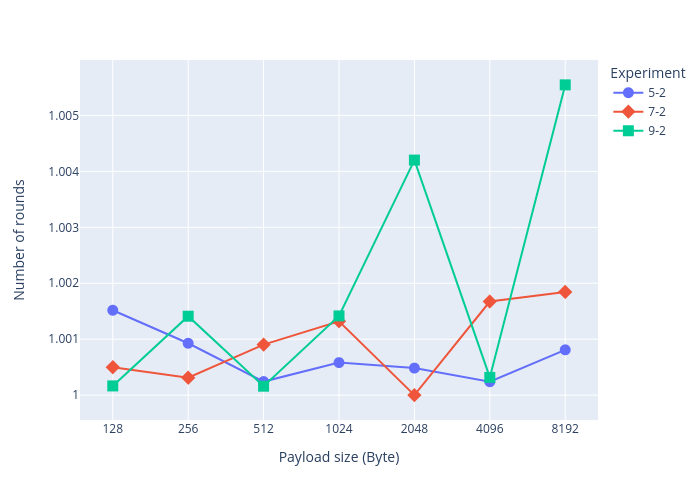 Experiment
5-2
7-2
9-2
1.005
1.004
1.003
1.002
1.001
1
Number of rounds
128 256 512 1024 2048 4096 8192
Payload size (Byte)